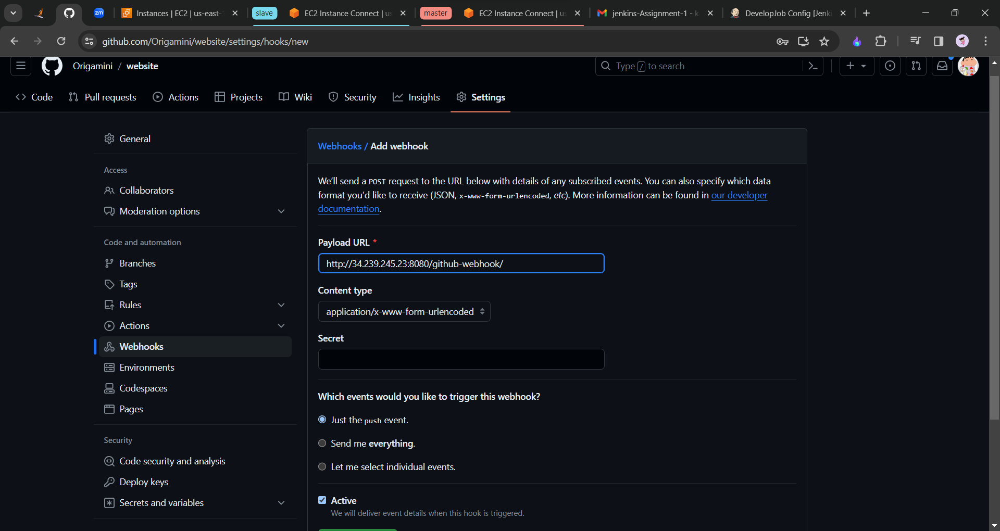 zm
Instances | EC2 | us-east-
slave
EC2 Instance Connect | us
master
EC2 Instance Connect | us
jenkins-Assignment-1 - k
DevelopJob Config [Jenki
github.com/Origamini/website/settings/hooks/new
Origamini / website
Type / to search
Code
Pull requests
Actions
Projects
Wiki
Security
Insights
Settings
General
Access
Collaborators
Moderation options
Code and automation
Branches
Tags
Rules
Actions
Webhooks
Environments
Codespaces
Pages
Security
Code security and analysis
Deploy keys
Secrets and variables
Webhooks / Add webhook
We'll send a POST request to the URL below with details of any subscribed events. You can also specify which data
format you'd like to receive (JSON, x-www-form-urlencoded, etc). More information can be found in our developer
documentation.
Payload URL *
http://34.239.245.23:8080/github-webhook/
Content type
application/x-www-form-urlencoded
Secret
Which events would you like to trigger this webhook?
Just the push event.
Send me everything.
Let me select individual events.
Active
We will deliver event details when this hook is triggered.